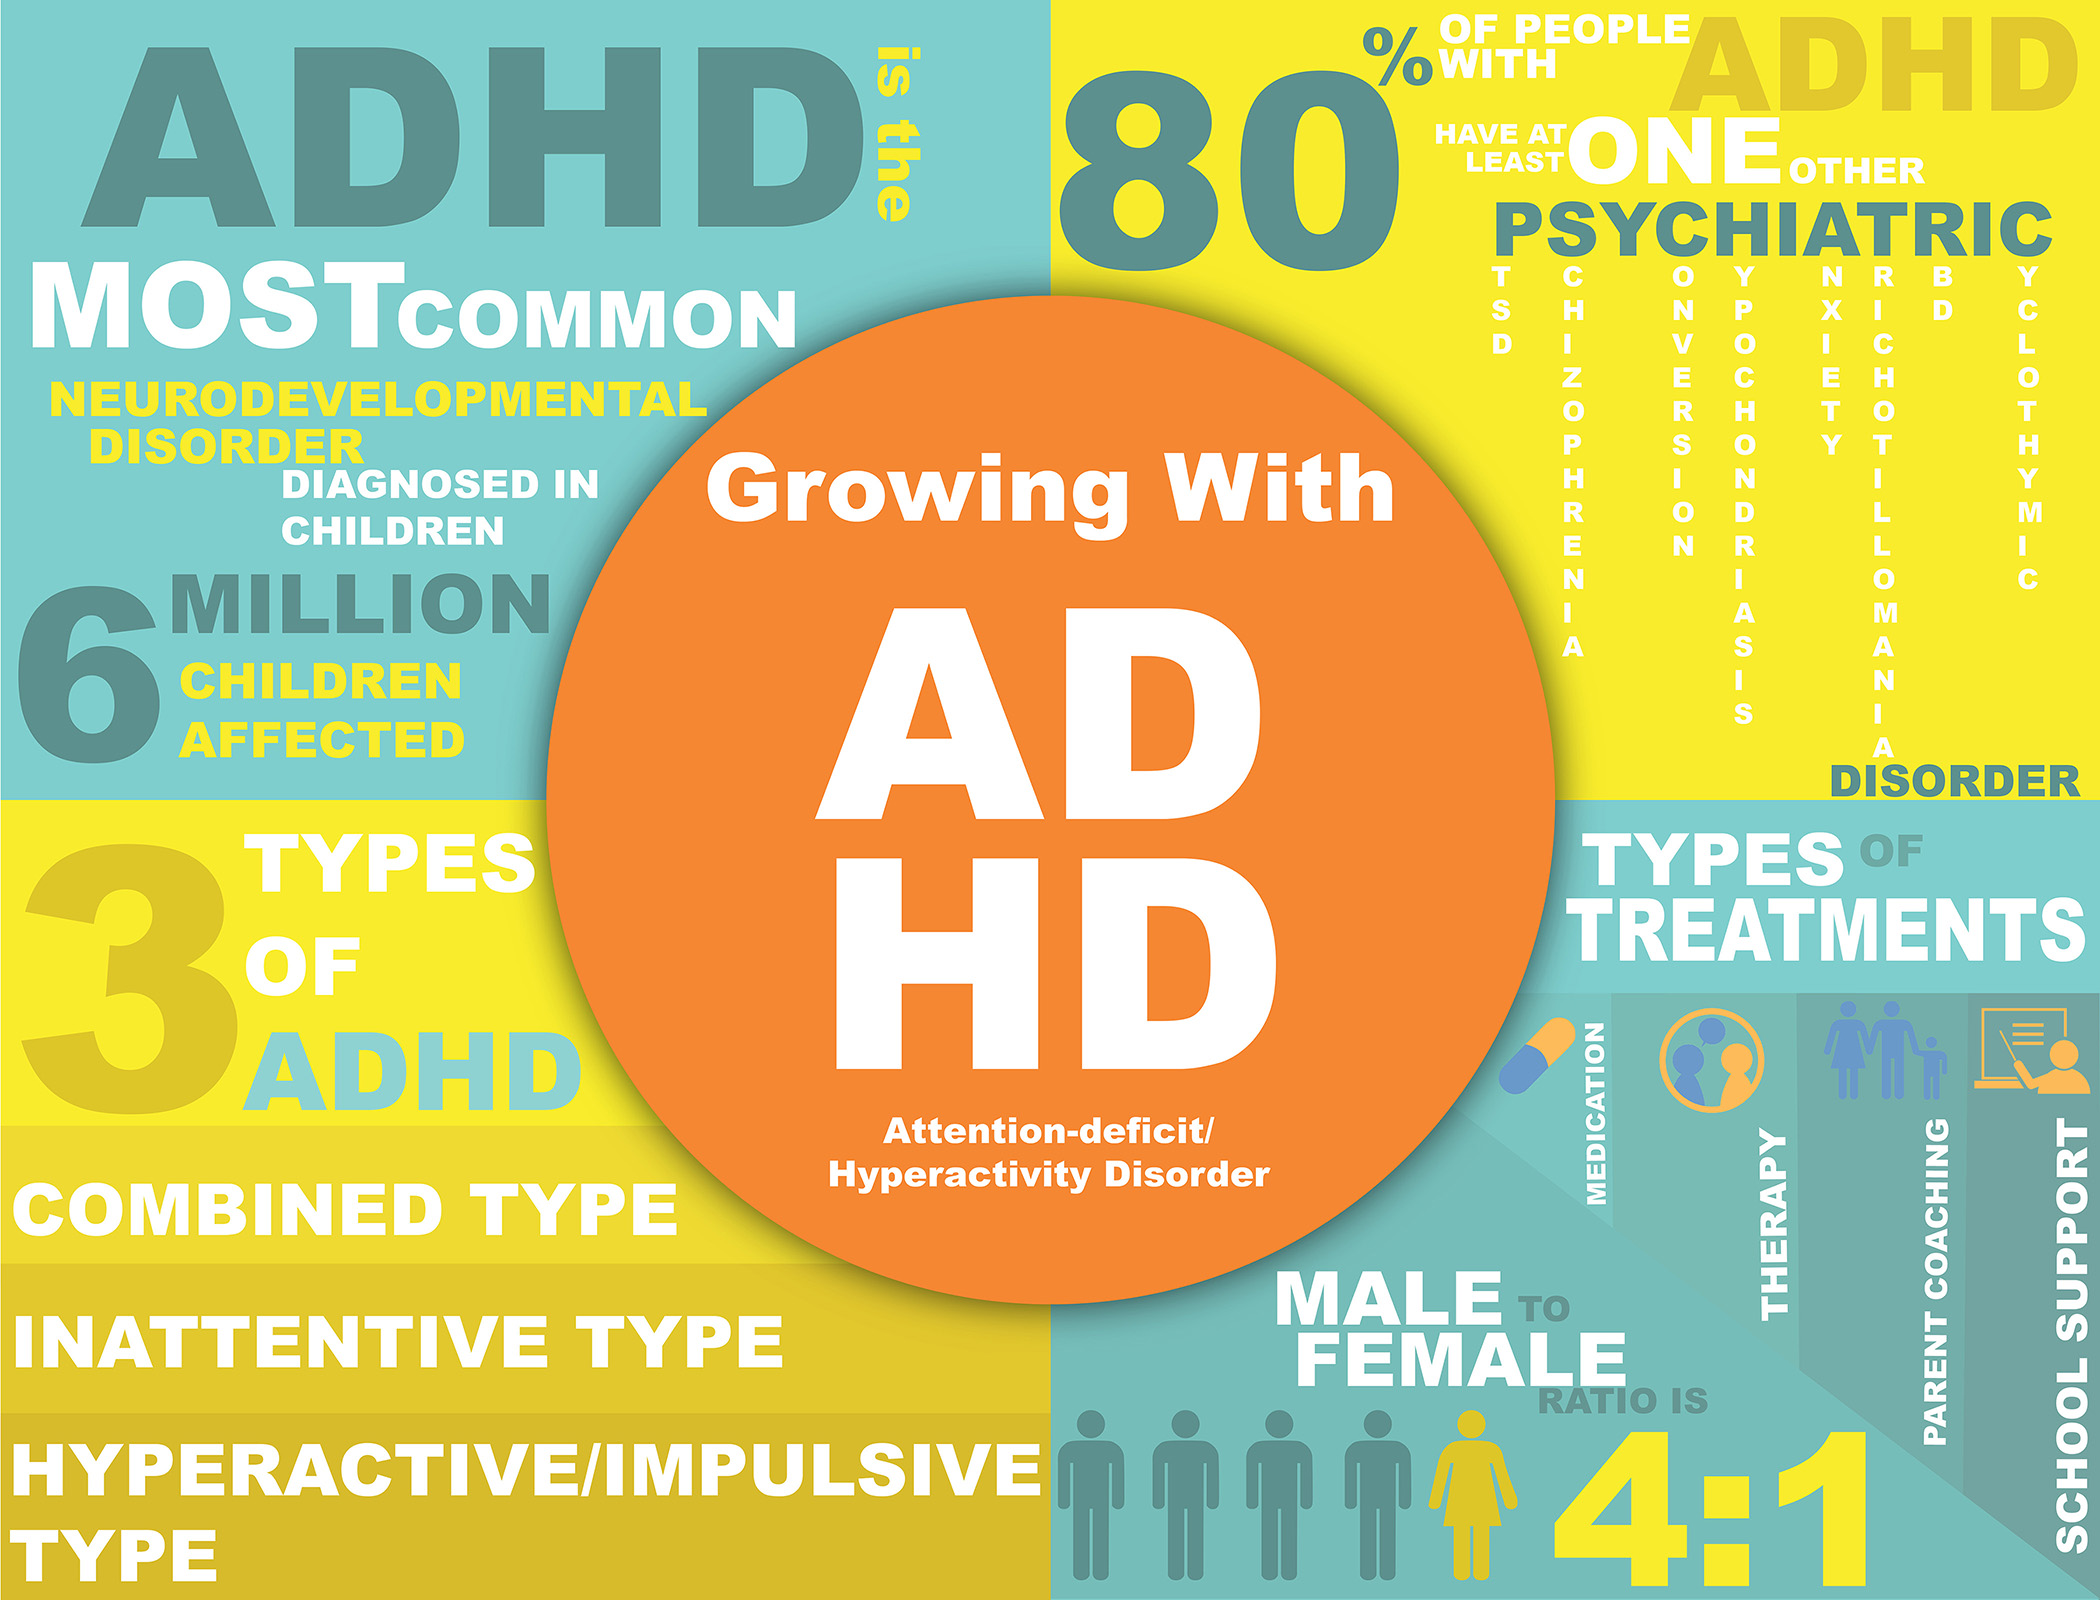 ADHD is the
MOST COMMON
NEURODEVELOPMENTAL
DISORDER
DIAGNOSED IN
CHILDREN
6 MILLION
CHILDREN
AFFECTED
80% OF PEOPLE
WITH ADHD
HAVE AT
LEAST ONE OTHER
PSYCHIATRIC
TSD
CHIZOPHRENIA
ONVERSION
YPOCHONDRIASIS
NXIETY
RICHOTILLOMANIA
BD
YCLOTHYMIC
DISORDER
Growing With
AD
HD
Attention-deficit/
Hyperactivity Disorder
3 TYPES
OF
ADHD
COMBINED TYPE
INATTENTIVE TYPE
HYPERACTIVE/IMPULSIVE
TYPE
TYPES OF
TREATMENTS
MEDICATION
THERAPY
PARENT COACHING
SCHOOL SUPPORT
MALE TO
FEMALE
RATIO IS
4:1